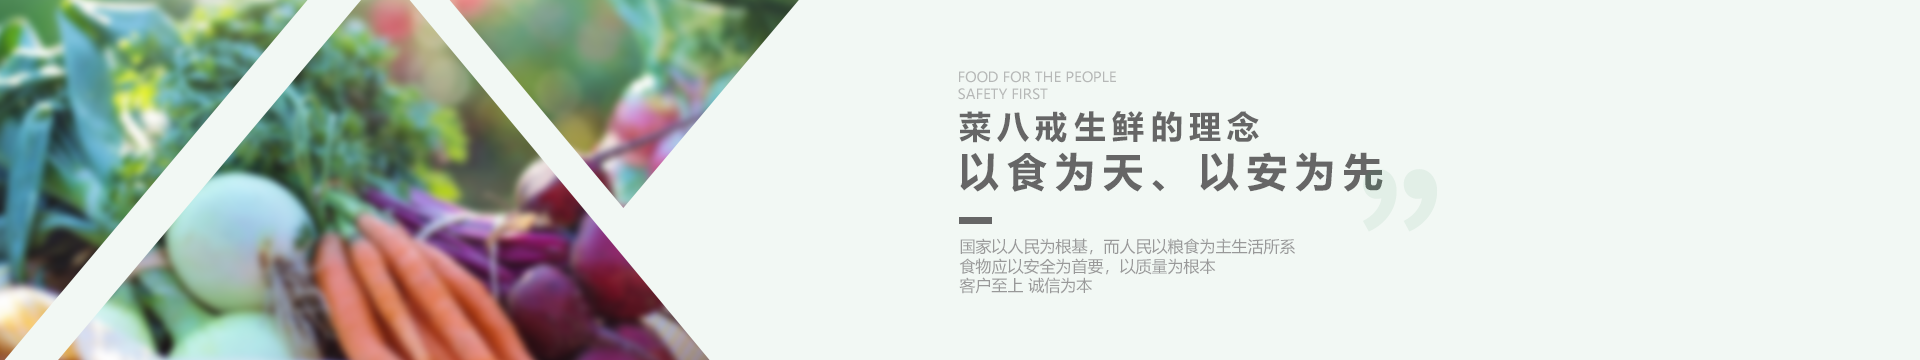 FOOD FOR THE PEOPLE
SAFETY FIRST
菜八戒生鲜的理念
以食为天、以安为先
国家以人民为根基，而人民以粮食为主生活所系
食物应以安全为首要，以质量为根本
客户至上 诚信为本